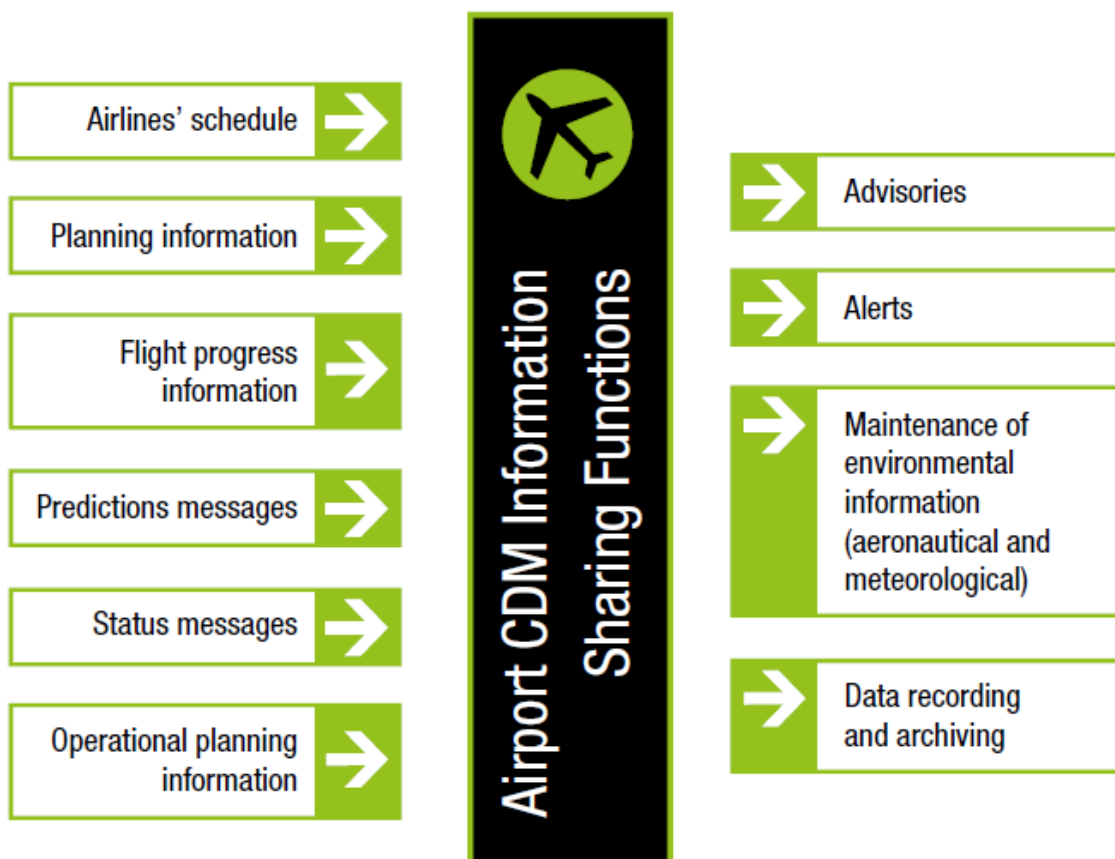 Airlines’ schedule
Planning information
Flight progress
information
Predictions messages
Status messages
Operational planning
information
Airport CDM Information
Sharing Functions
Advisories
Alerts
Maintenance of
environmental
information
(aeronautical and
meteorological)
Data recording
and archiving